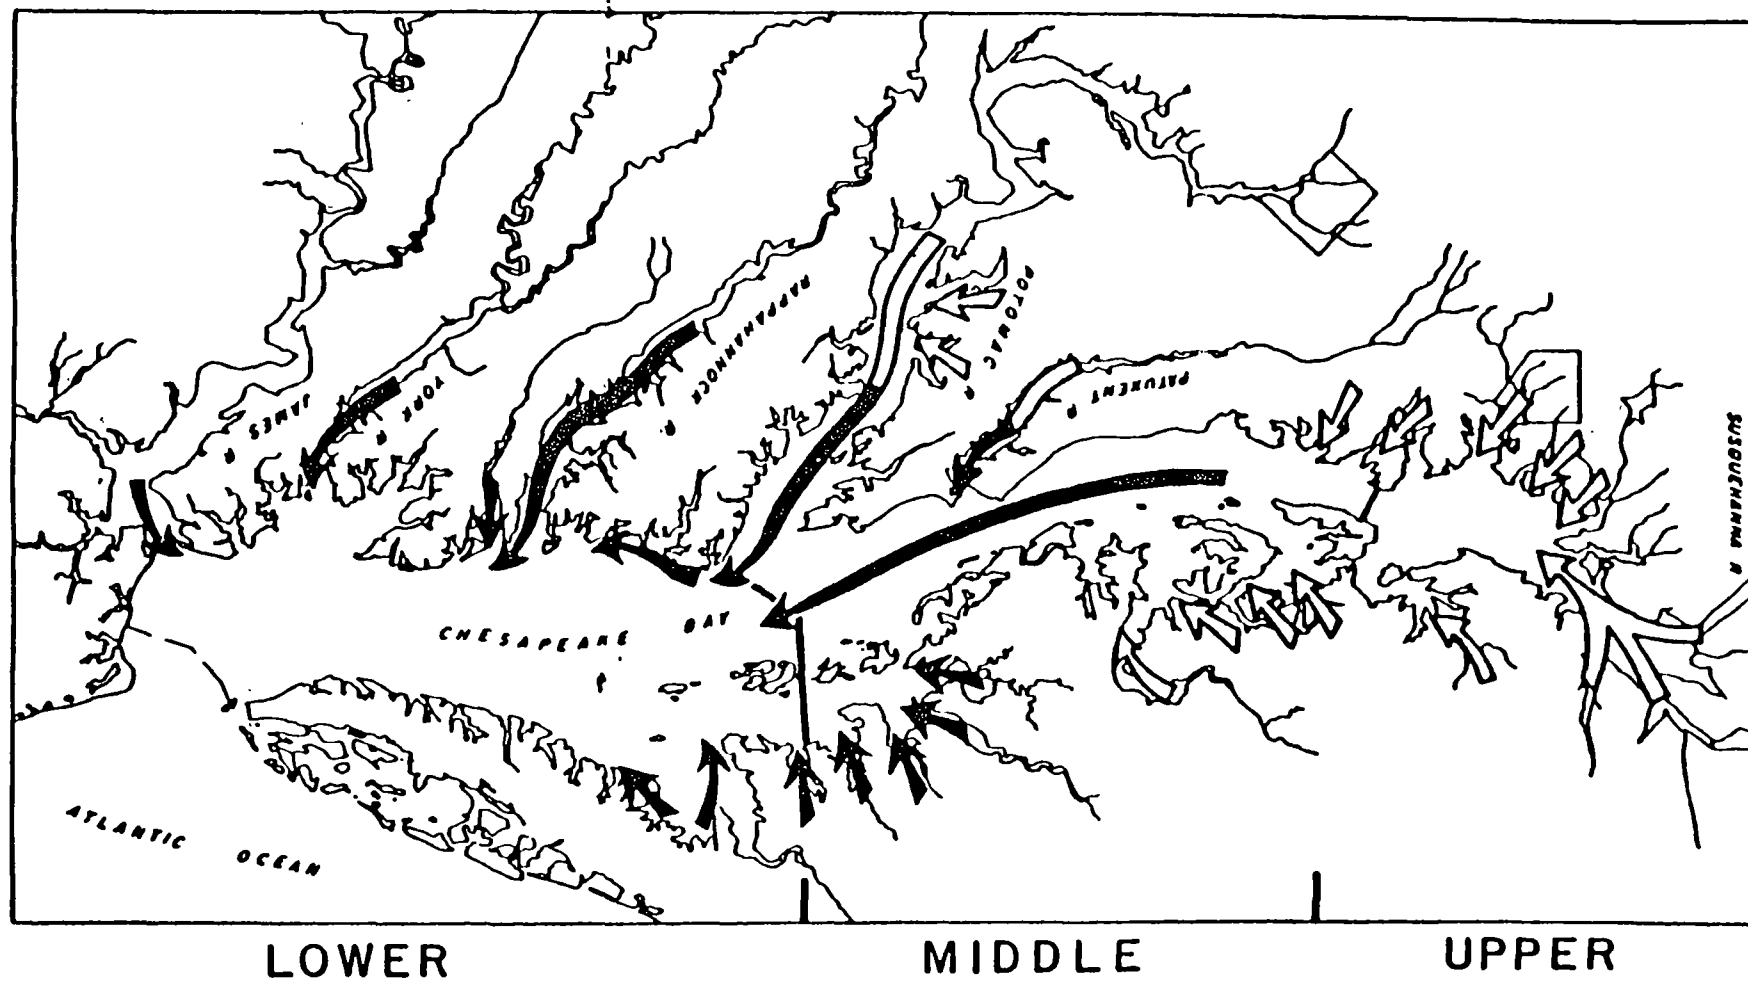 JAMES R
YORK R
RAPPAHANNOCK R
POTOMAC R
PATUXENT R
SUSQUEHANNA R
CHESAPEAKE BAY
ATLANTIC OCEAN
LOWER MIDDLE UPPER